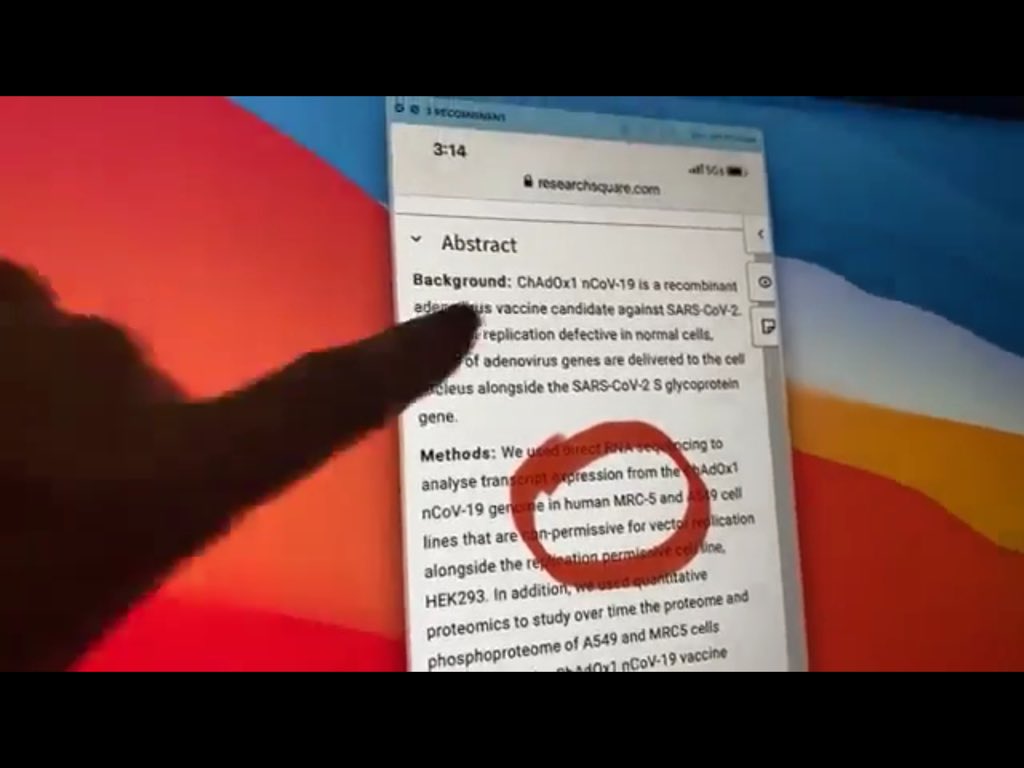 3 RECOMBINANT
3:14
5G
researchsquare.com
Abstract
Background: ChAdOx1 nCoV-19 is a recombinant
vaccine candidate against SARS-CoV-2.
replication defective in normal cells,
of adenovirus genes are delivered to the cell
alongside the SARS-CoV-2 S glycoprotein
gene.
Methods: We used direct RNA sequencing to
analyse transcript expression from the ChAdOx1
nCoV-19 genome in human MRC-5 and A549 cell
lines that are non-permissive for vector replication
alongside the replication permissive cell line,
HEK293. In addition, we used quantitative
proteomics to study over time the proteome and
phosphoproteome of A549 and MRC5 cells
ChAdOx1 nCoV-19 vaccine